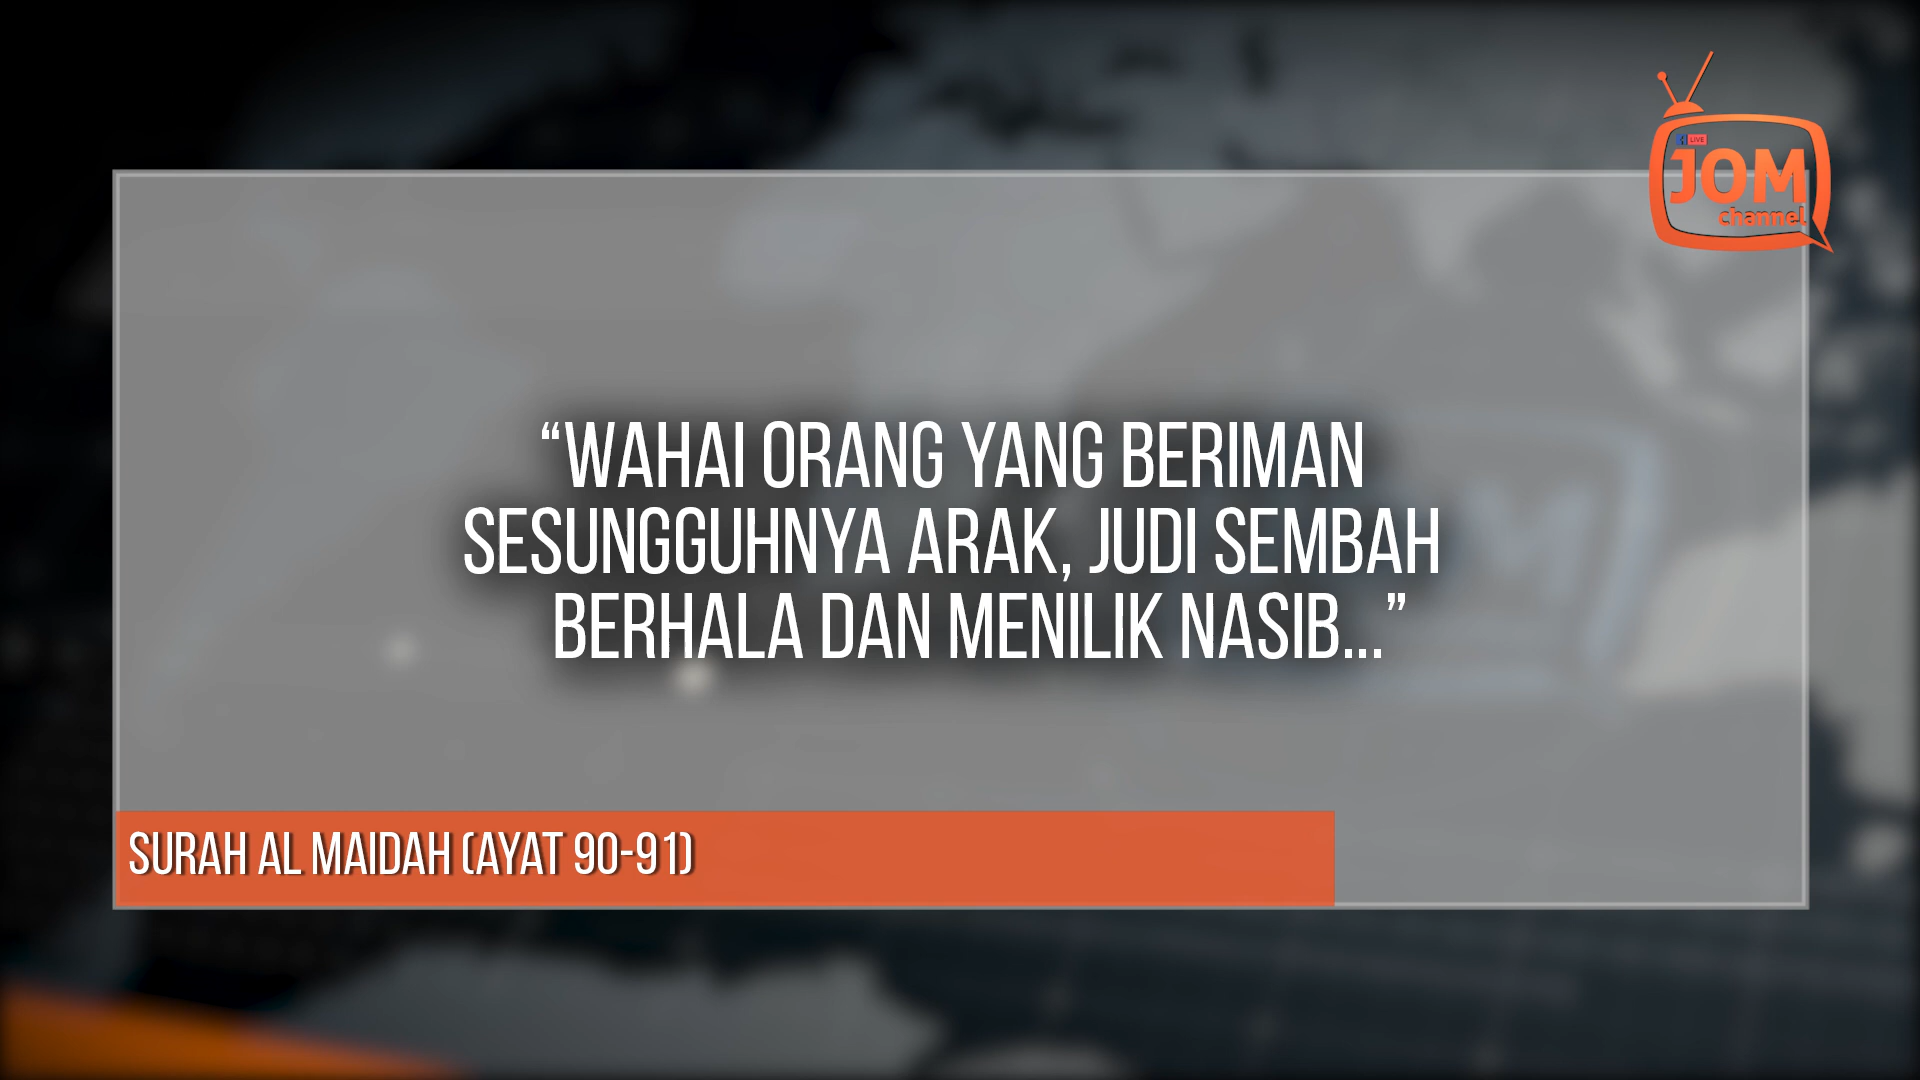 LIVE
JOM
channel
“WAHAI ORANG YANG BERIMAN
SESUNGGUHNYA ARAK, JUDI SEMBAH
BERHALA DAN MENILIK NASIB...”
SURAH AL MAIDAH (AYAT 90-91)